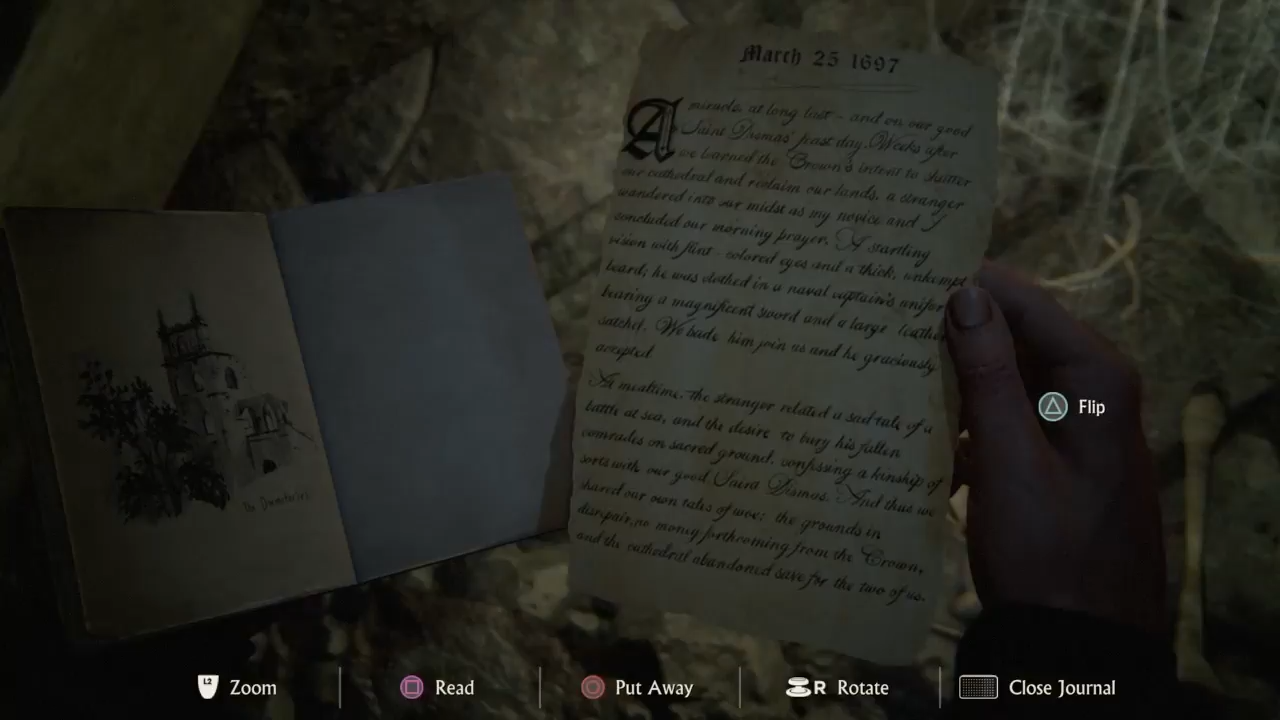 March 25 1697
A miracle, at long last - and on our good
Saint Dismas' feast day. Weeks after
we learned the Crown's intent to shutter
our cathedral and reclaim our lands, a stranger
wandered into our midst as my novice and I
concluded our morning prayer. A startling
vision with flint-colored eyes and a thick, unkempt
beard; he was clothed in a naval captain's unifor
bearing a magnificent sword and a large leather
satchel. We bade him join us and he graciously
accepted.
At mealtime, the stranger related a sad tale of a
battle at sea, and the desire to bury his fallen
comrades on sacred ground, confessing a kinship of
sorts with our good Saint Dismas. And thus we
shared our own tales of woe: the grounds in
disrepair, no money forthcoming from the Crown,
and the cathedral abandoned save for the two of us.
St. Dismas
Flip
L2 Zoom
Read
Put Away
R Rotate
Close Journal